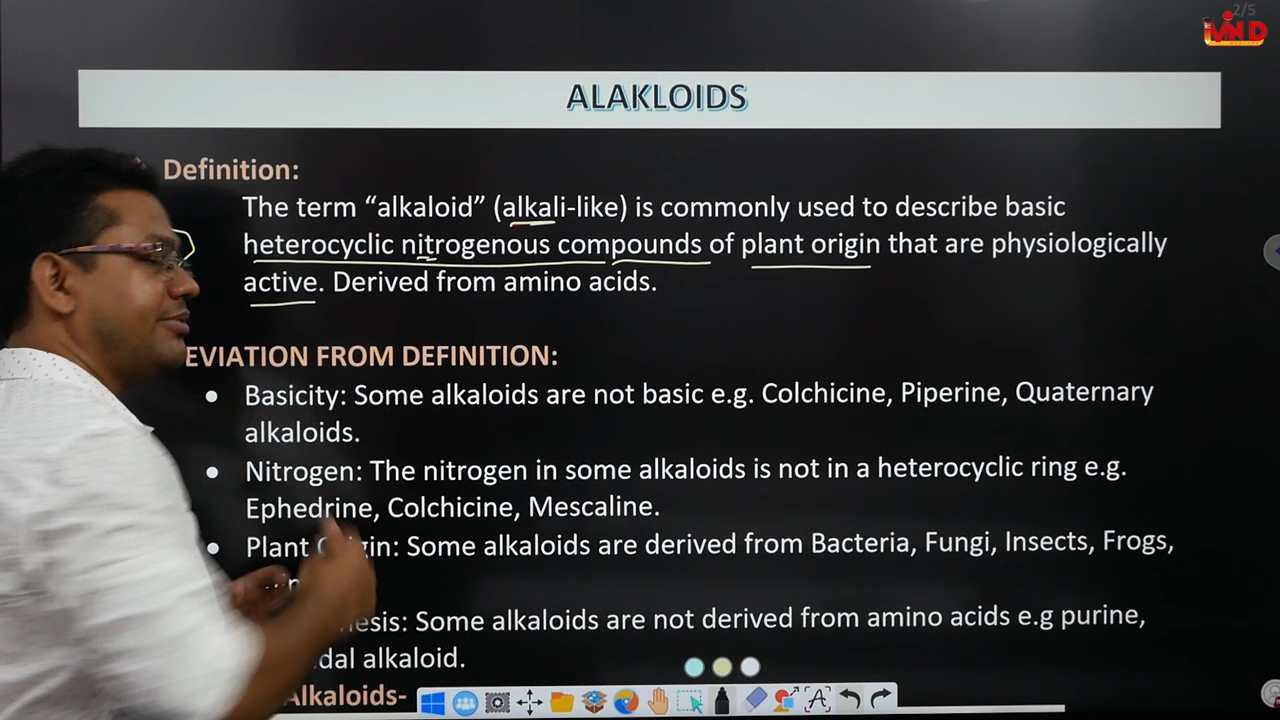 2/5
MIND
ALAKLOIDS
Definition:
The term “alkaloid” (alkali-like) is commonly used to describe basic
heterocyclic nitrogenous compounds of plant origin that are physiologically
active. Derived from amino acids.
EVIATION FROM DEFINITION:
• Basicity: Some alkaloids are not basic e.g. Colchicine, Piperine, Quaternary
alkaloids.
• Nitrogen: The nitrogen in some alkaloids is not in a heterocyclic ring e.g.
Ephedrine, Colchicine, Mescaline.
• Plant Origin: Some alkaloids are derived from Bacteria, Fungi, Insects, Frogs,
esis: Some alkaloids are not derived from amino acids e.g purine,
dal alkaloid.
Alkaloids-